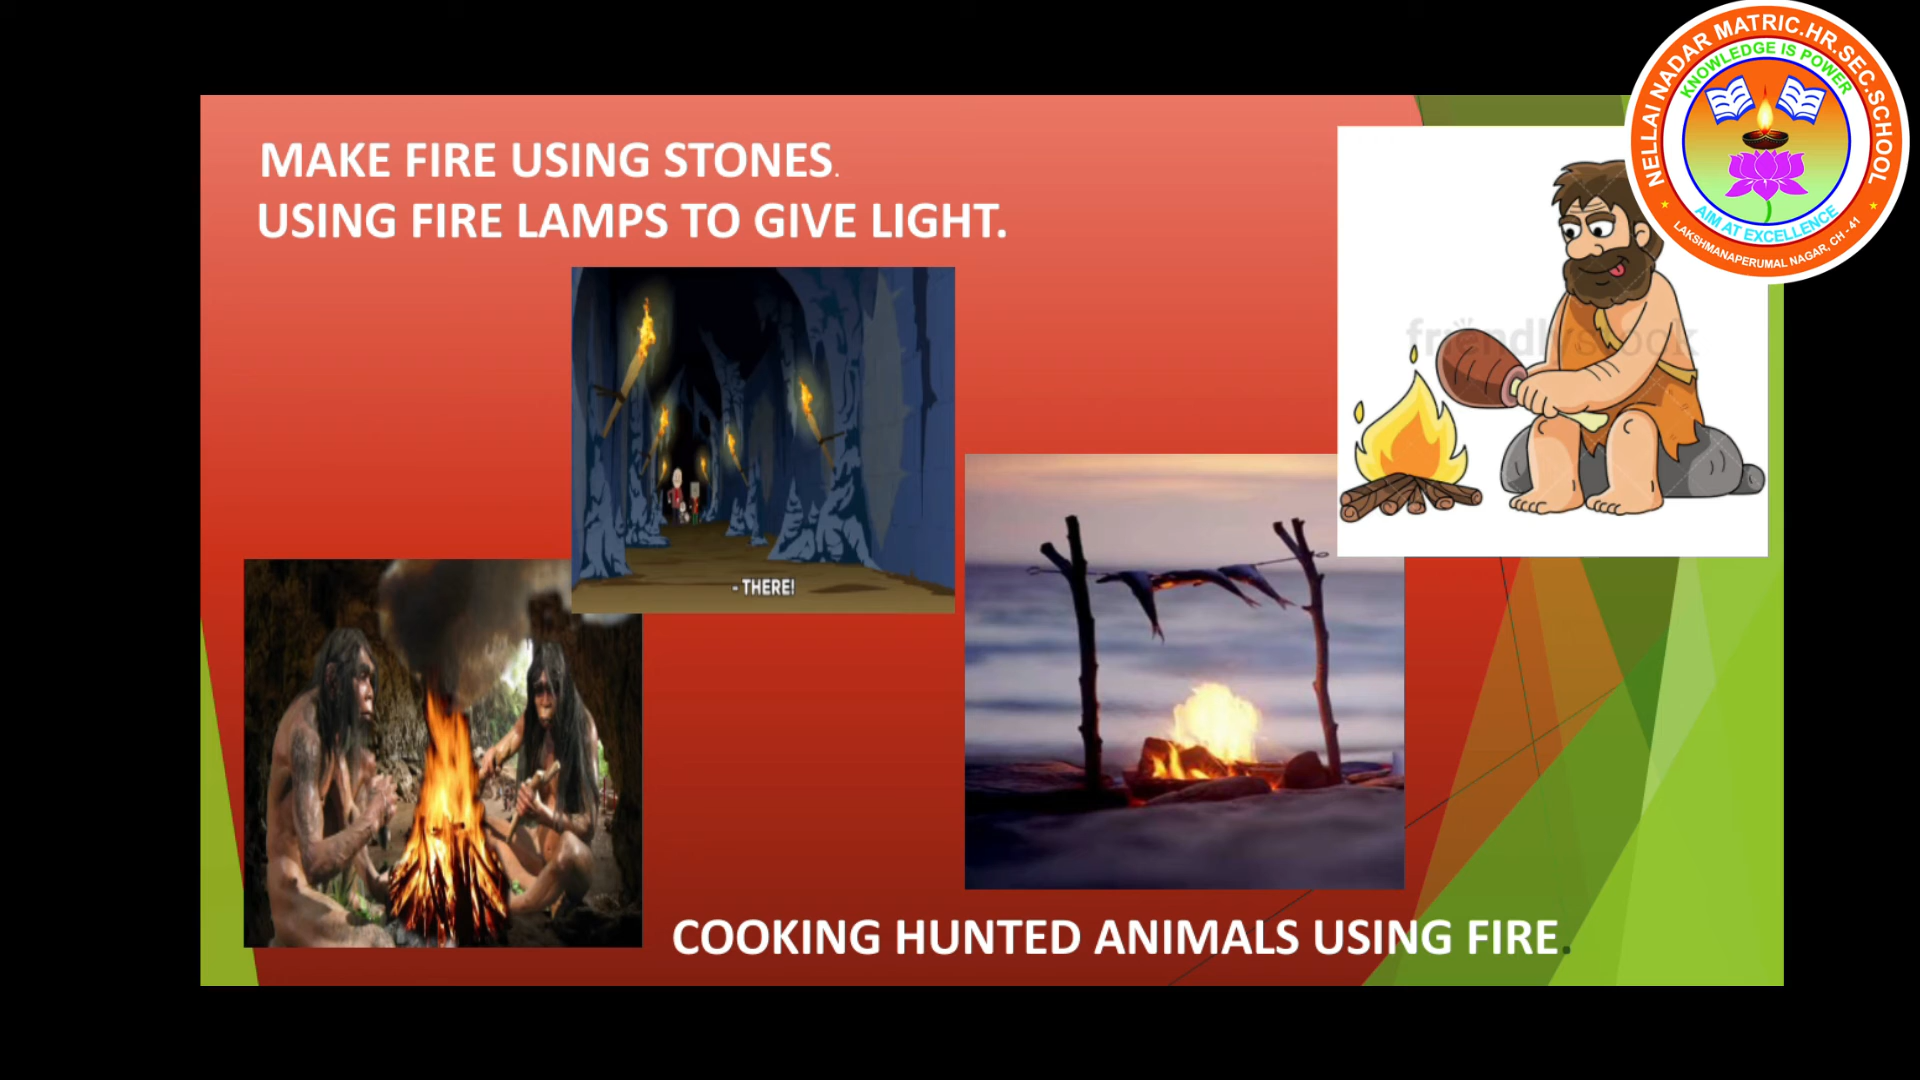 MAKE FIRE USING STONES.
USING FIRE LAMPS TO GIVE LIGHT.
NELLAI NADAR MATRIC.HR.SEC.SCHOOL
KNOWLEDGE IS POWER
AIM AT EXCELLENCE
LAKSHMANAPERUMAL NAGAR, CH - 41
friendlystock
- THERE!
COOKING HUNTED ANIMALS USING FIRE.